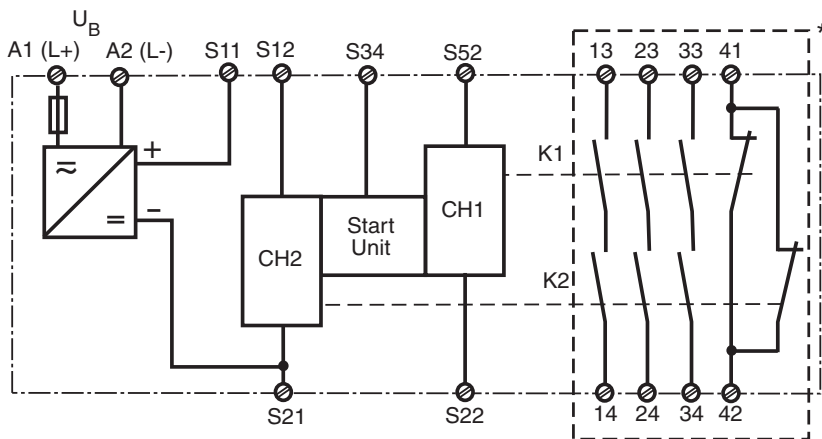 U_B
A1 (L+) A2 (L-) S11 S12 S34 S52 13 23 33 41 *
+
K1
CH1
Start
Unit
CH2
–
=
K2
S21 S22 14 24 34 42